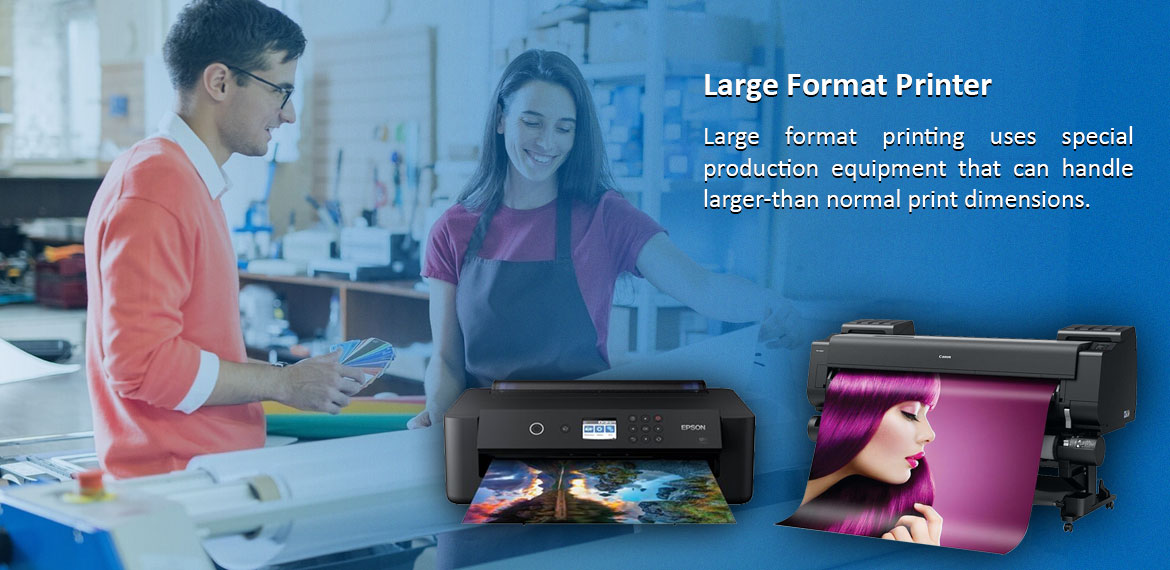 Large Format Printer
Large format printing uses special
production equipment that can handle
larger-than normal print dimensions.
Canon
EPSON